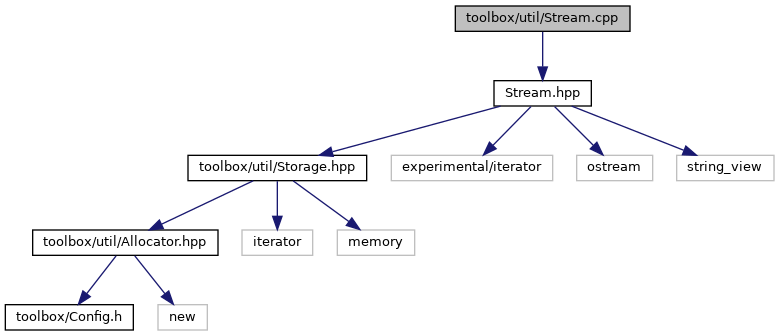 toolbox/util/Stream.cpp
Stream.hpp
toolbox/util/Storage.hpp
experimental/iterator
ostream
string_view
toolbox/util/Allocator.hpp
iterator
memory
toolbox/Config.h
new